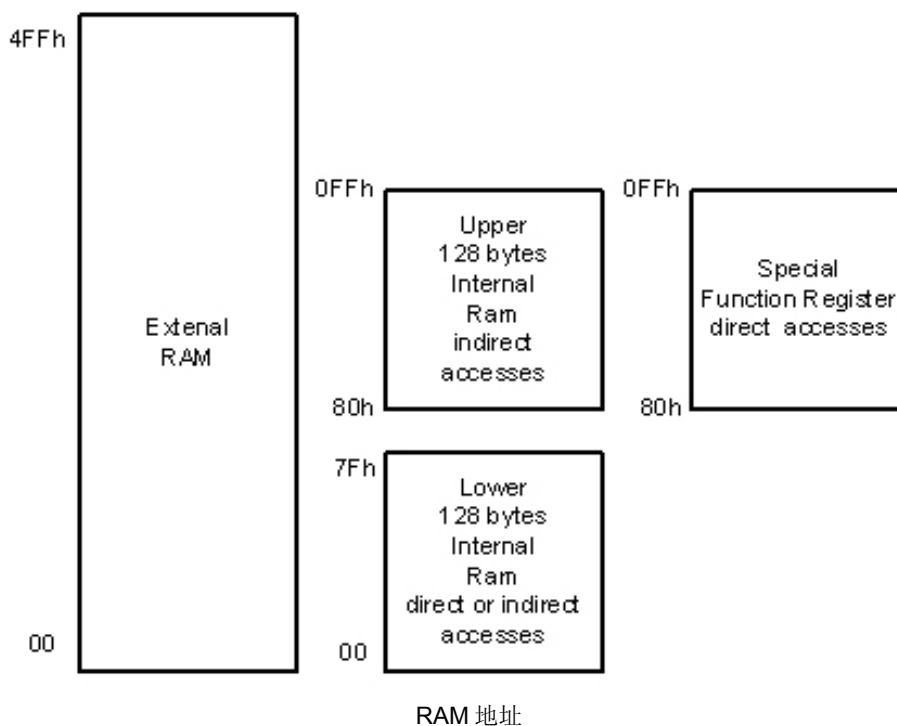 4FFh
Extenal
RAM
00
0FFh
Upper
128 bytes
Internal
Ram
indirect
accesses
80h
7Fh
Lower
128 bytes
Internal
Ram
direct or indirect
accesses
00
0FFh
Special
Function Register
direct accesses
80h
RAM 地址